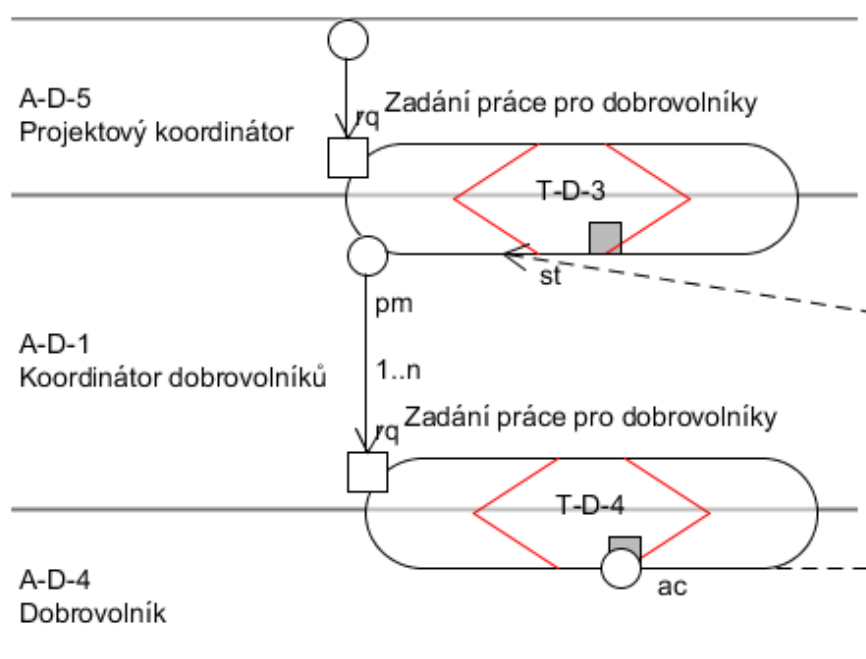 A-D-5
Projektový koordinátor
rq
Zadání práce pro dobrovolníky
T-D-3
st
pm
A-D-1
Koordinátor dobrovolníků
1..n
rq
Zadání práce pro dobrovolníky
T-D-4
ac
A-D-4
Dobrovolník